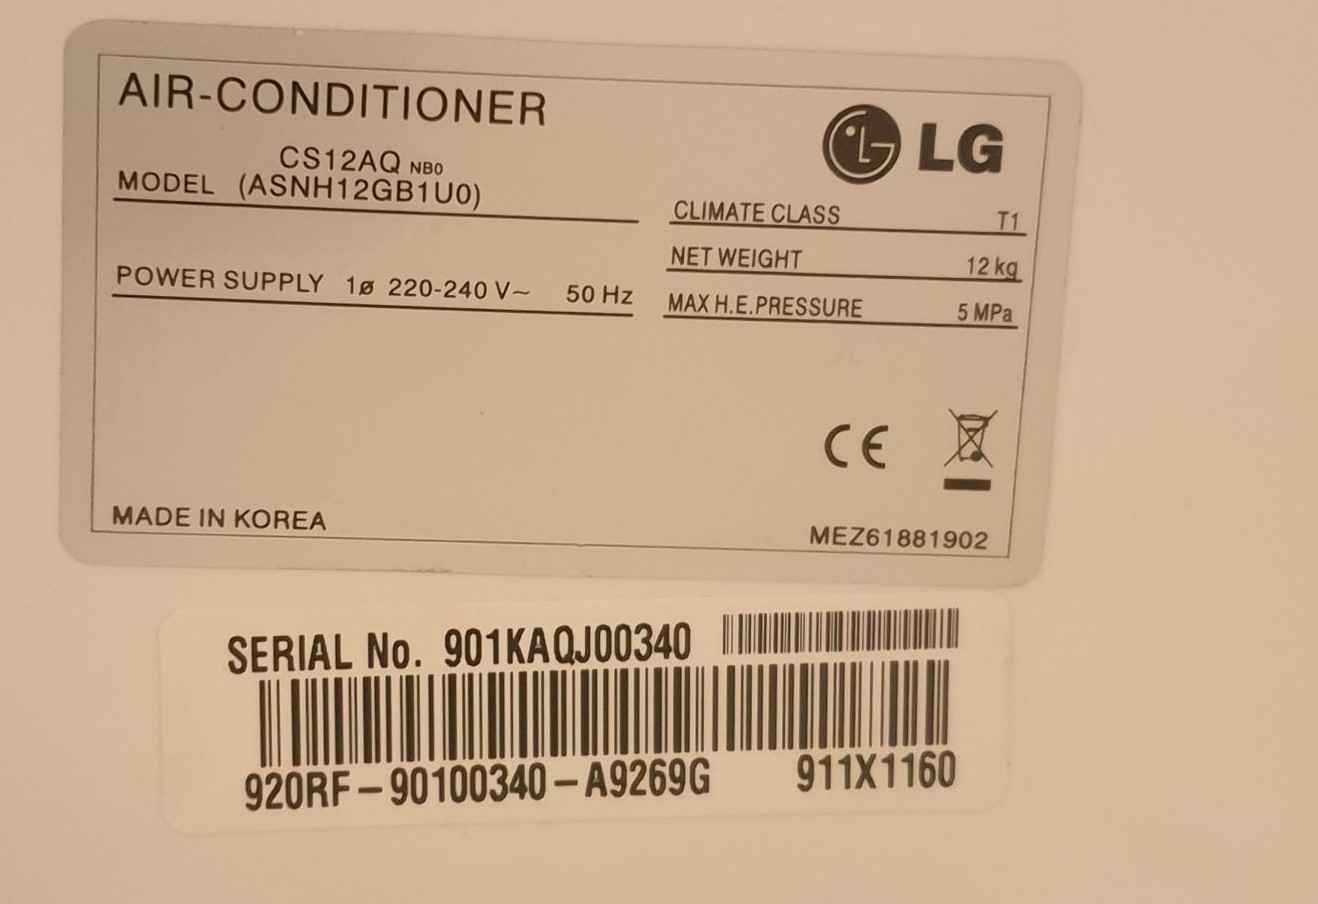 AIR-CONDITIONER
LG
CS12AQ NB0
MODEL (ASNH12GB1U0)
POWER SUPPLY 1ø 220-240 V~ 50 Hz
CLIMATE CLASS T1
NET WEIGHT 12 kg
MAX H.E.PRESSURE 5 MPa
CE
MADE IN KOREA
MEZ61881902
SERIAL No. 901KAQJ00340
920RF-90100340-A9269G 911X1160